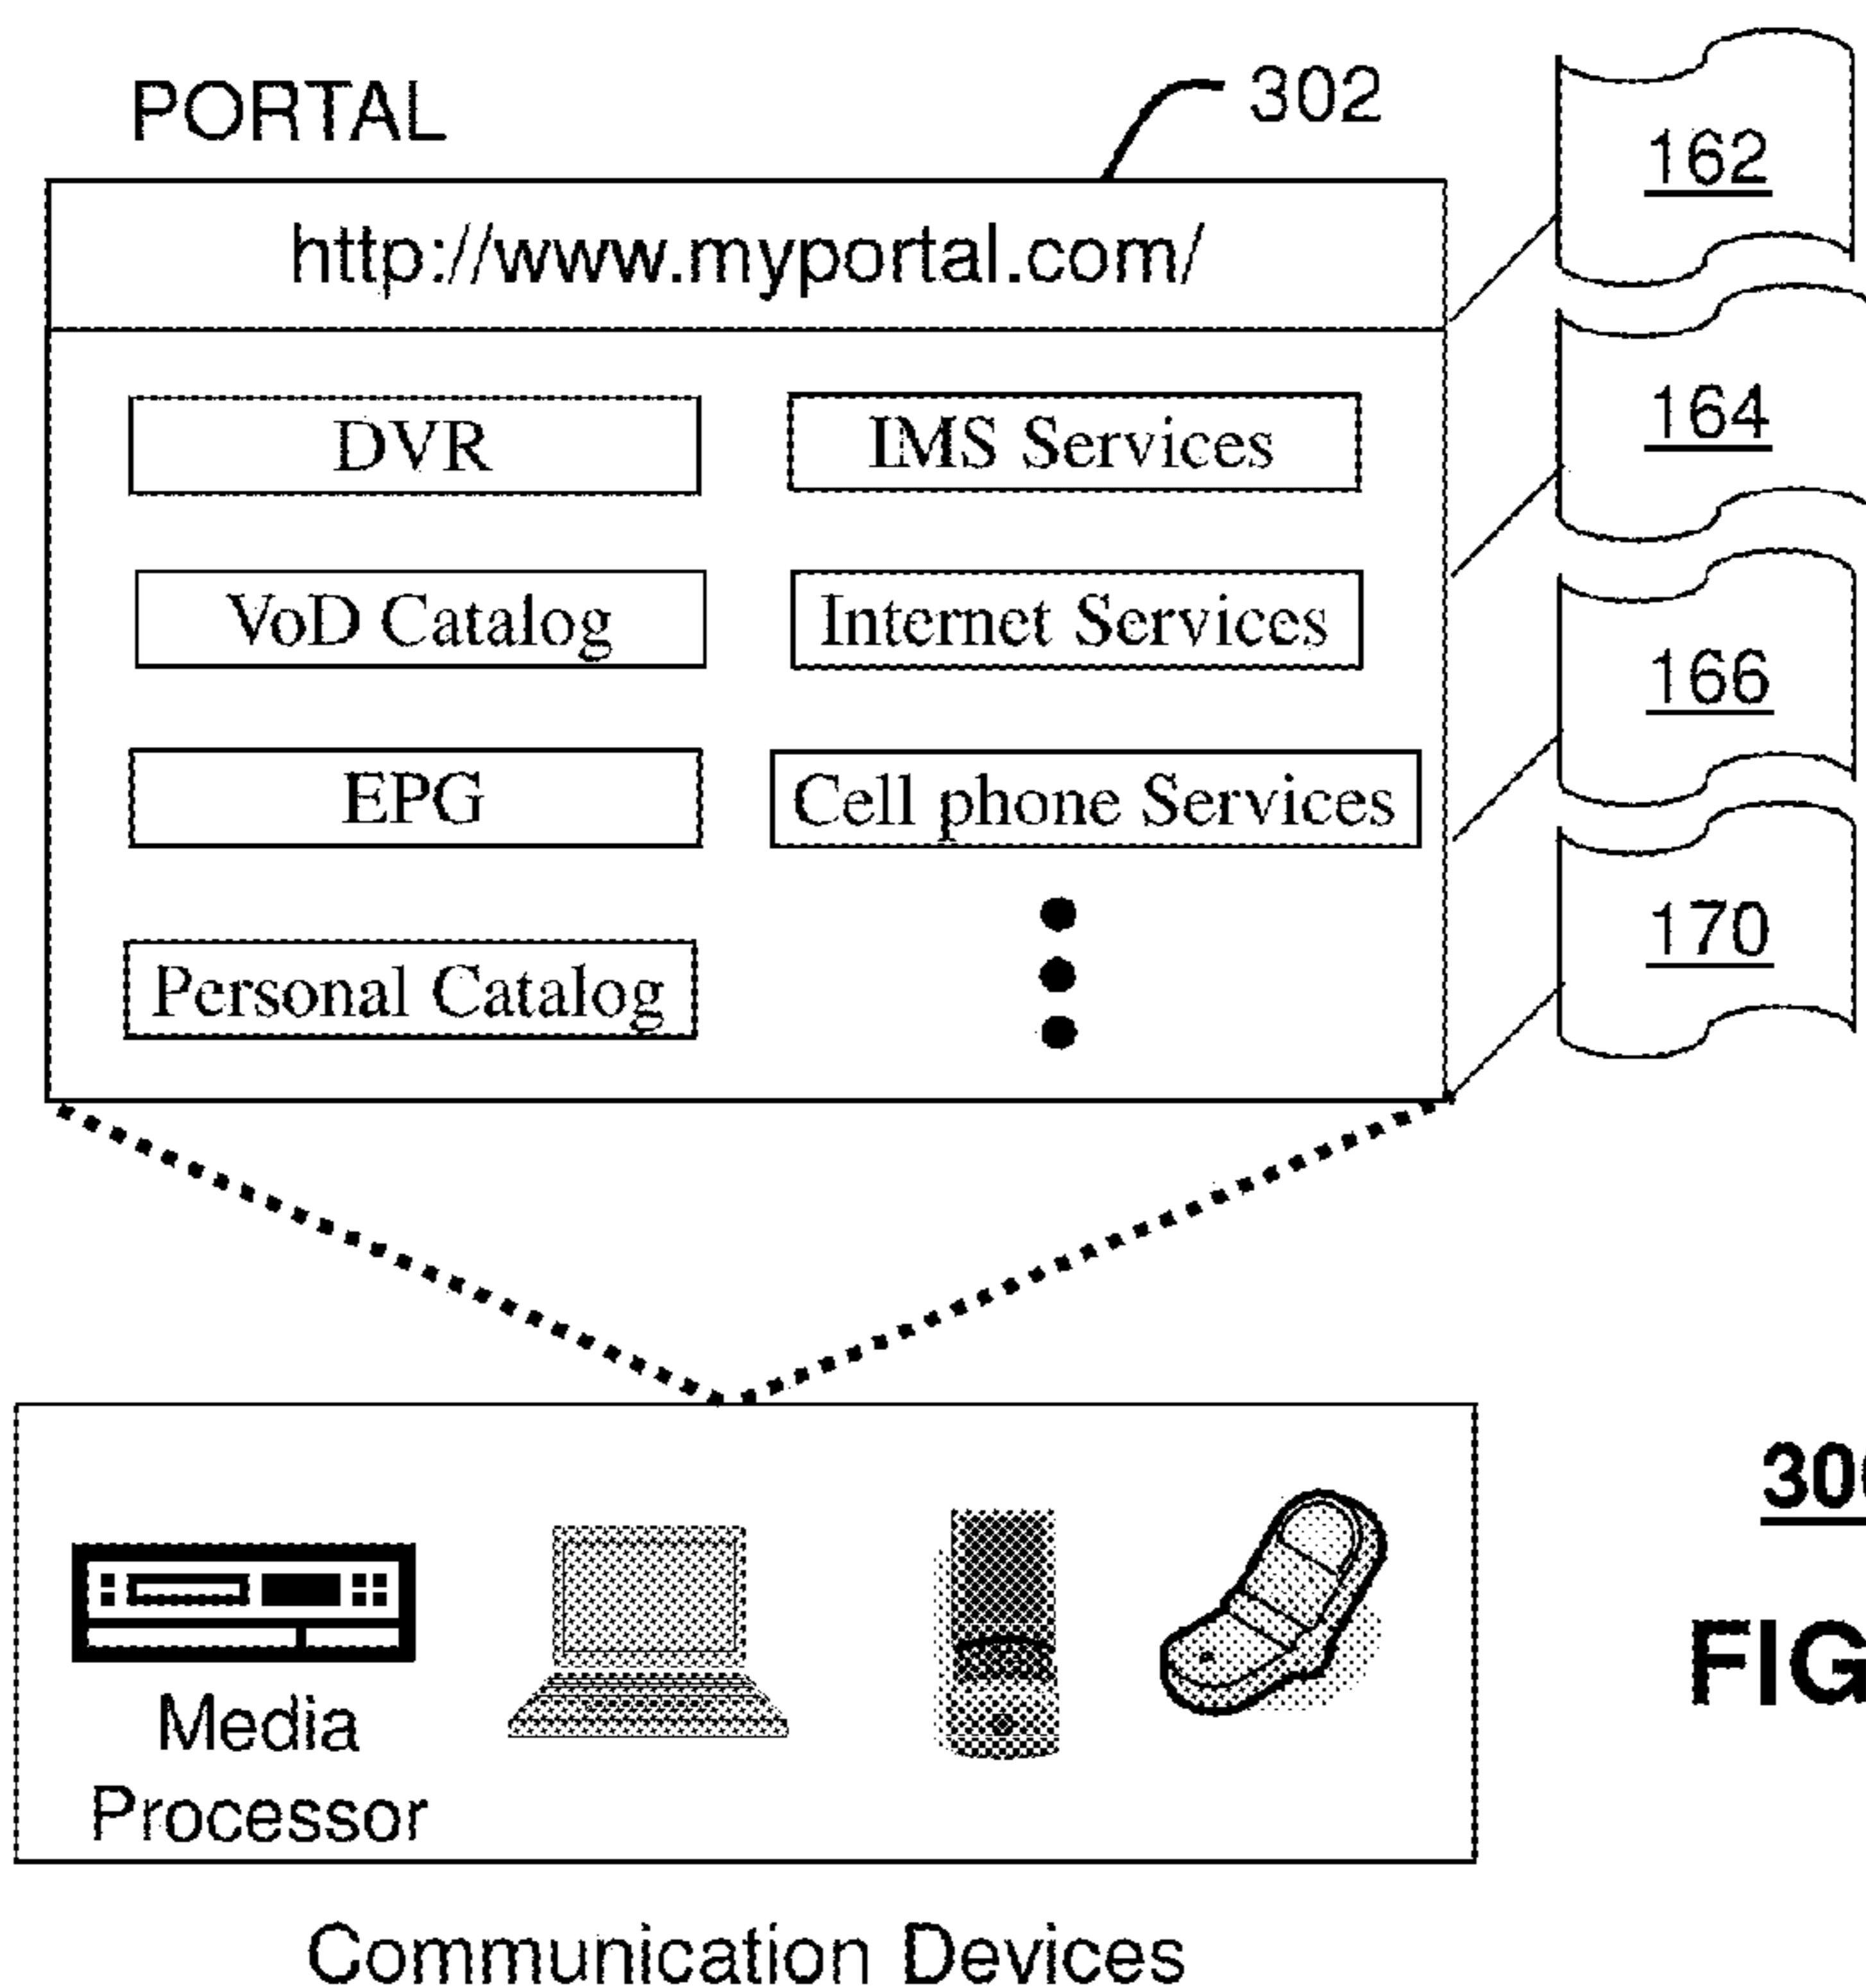 PORTAL
302
http://www.myportal.com/
DVR
IMS Services
VoD Catalog
Internet Services
EPG
Cell phone Services
Personal Catalog
162
164
166
170
Media
Processor
Communication Devices
FIG